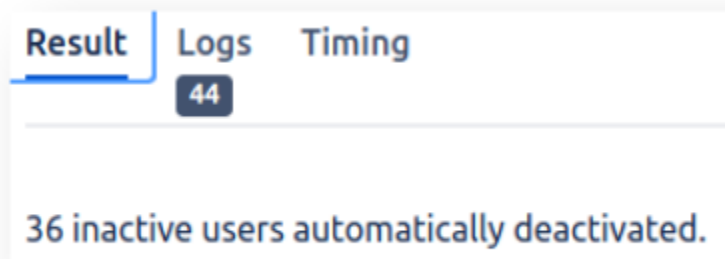 Result Logs Timing
44
36 inactive users automatically deactivated.